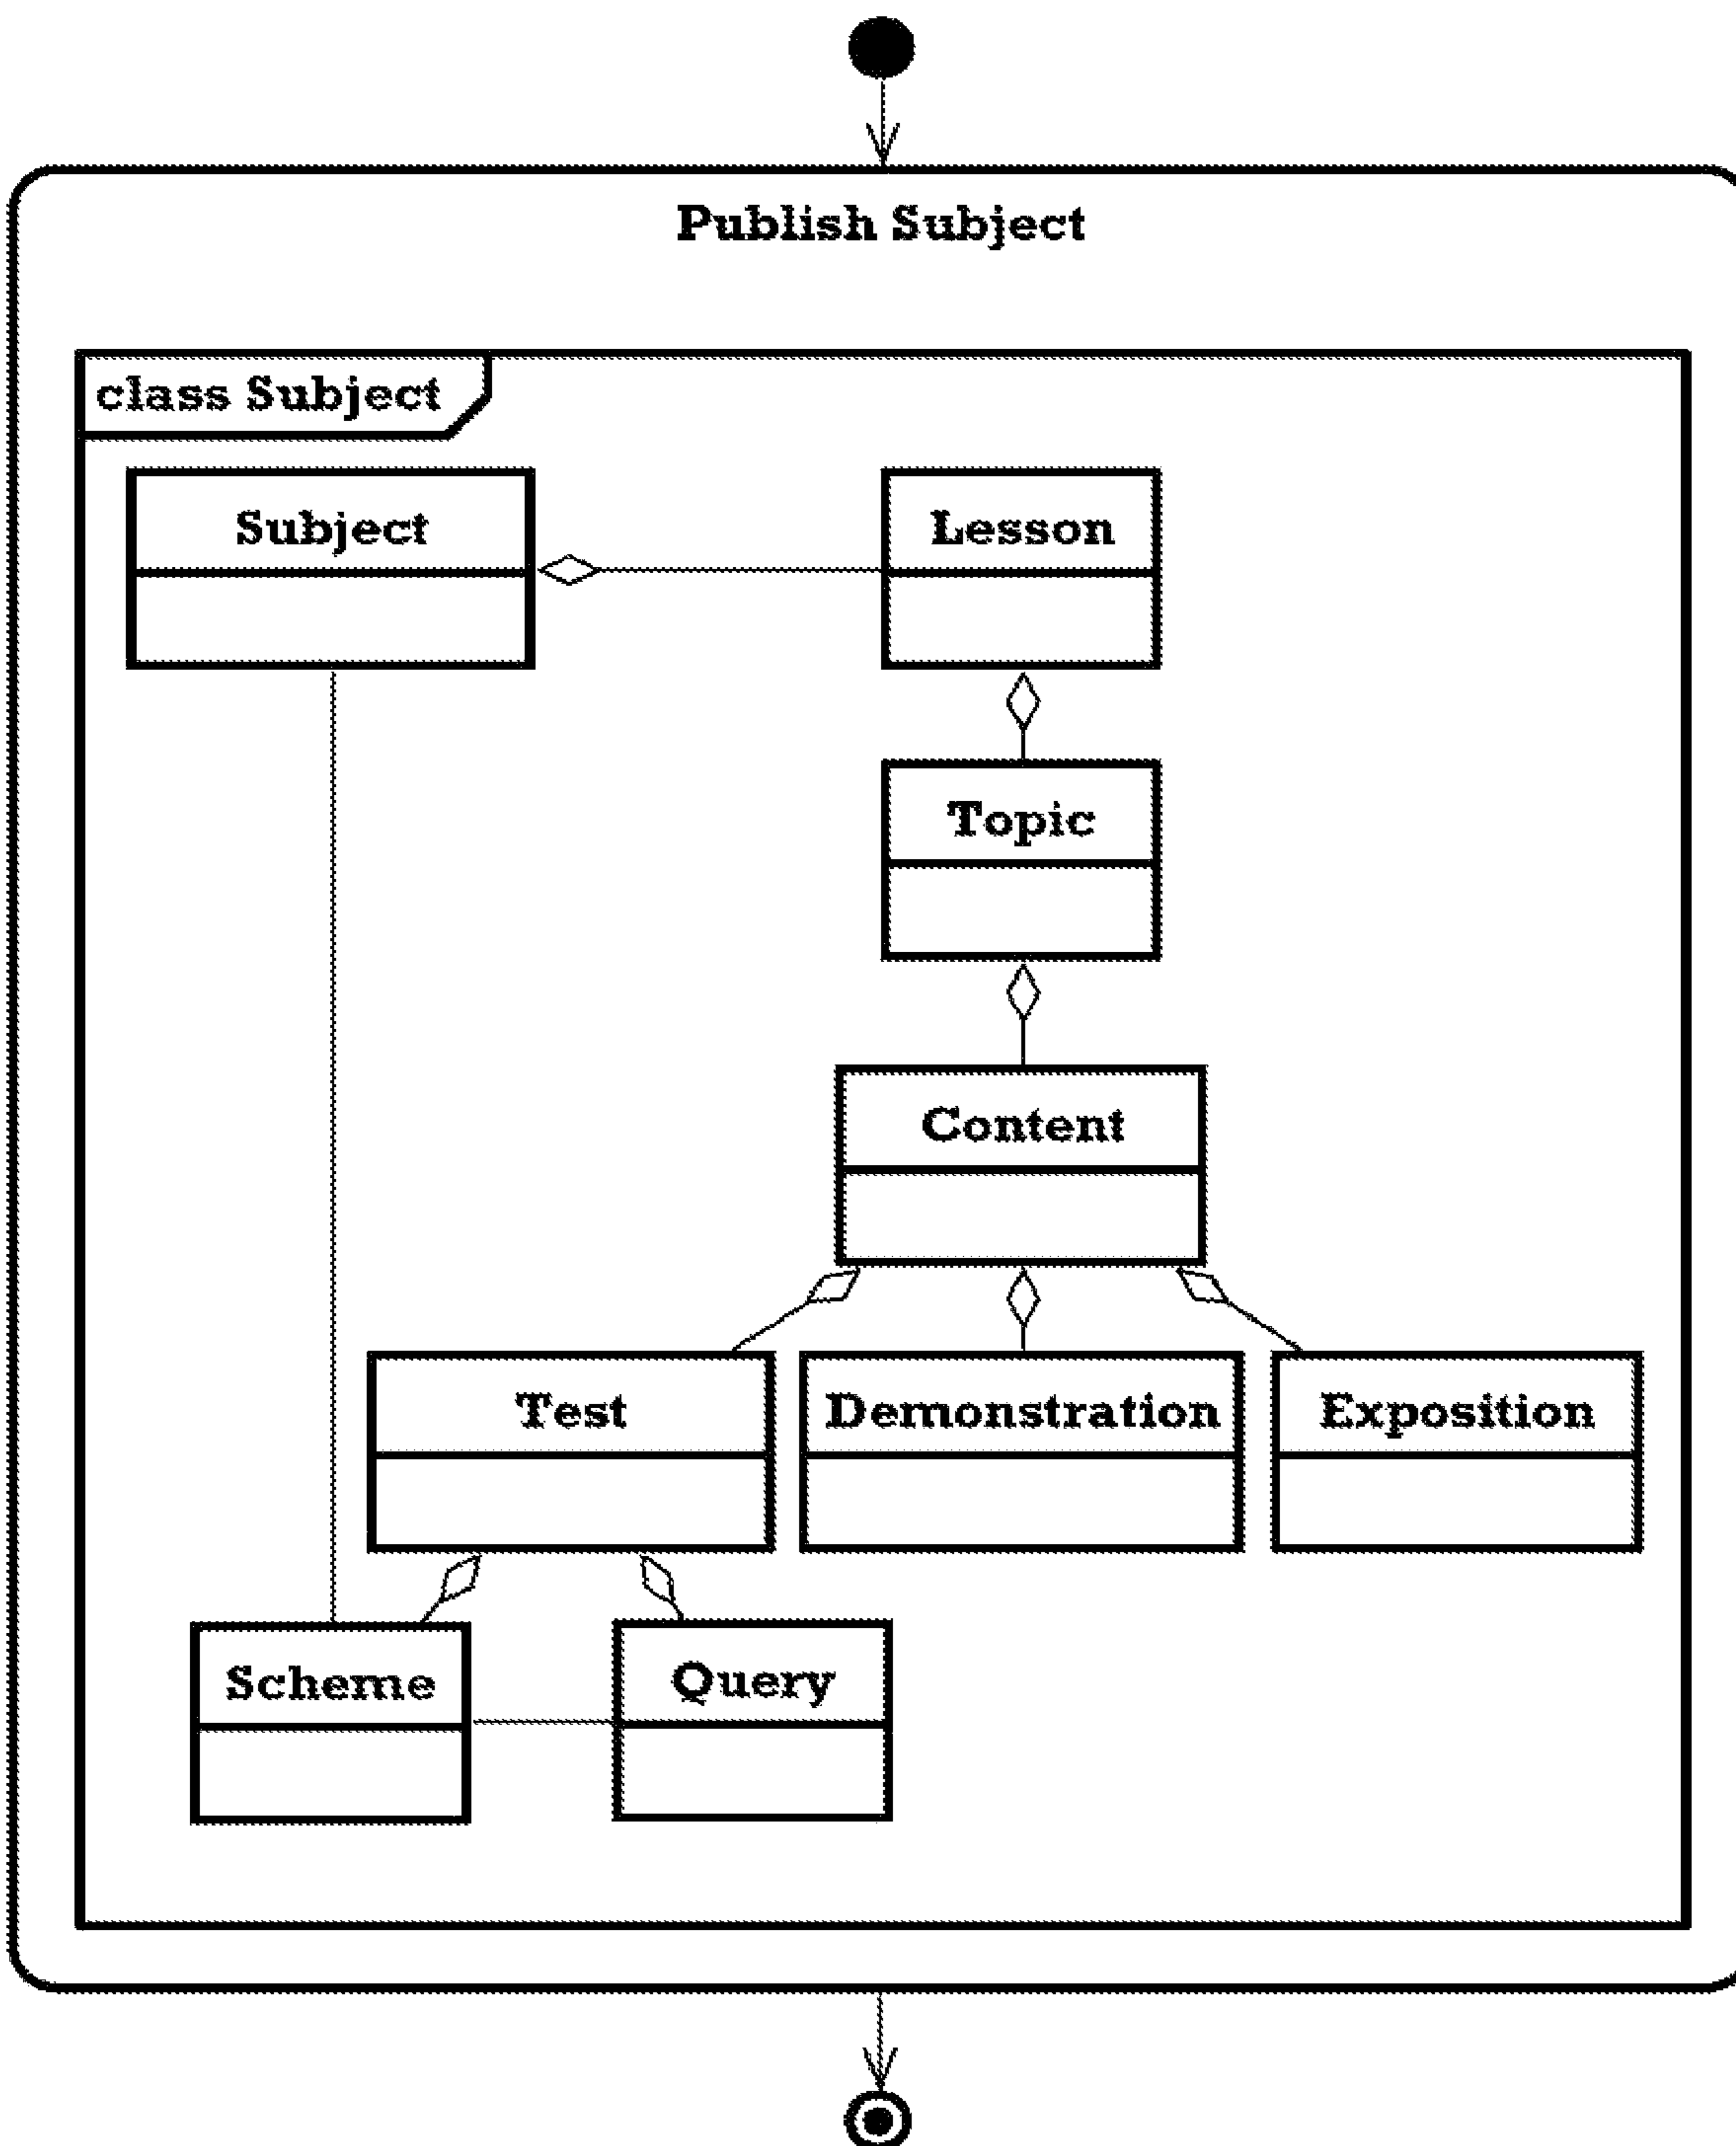 Publish Subject
class Subject
Subject
Lesson
Topic
Content
Test
Demonstration
Exposition
Scheme
Query